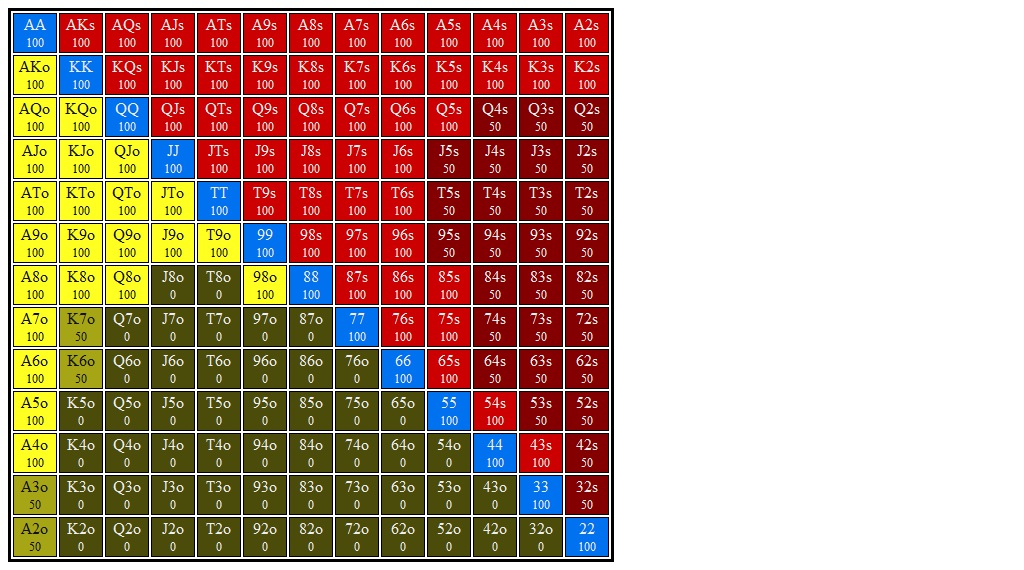 AA AKs AQs AJs ATs A9s A8s A7s A6s A5s A4s A3s A2s
100 100 100 100 100 100 100 100 100 100 100 100 100
AKo KK KQs KJs KTs K9s K8s K7s K6s K5s K4s K3s K2s
100 100 100 100 100 100 100 100 100 100 100 100 100
AQo KQo QQ QJs QTs Q9s Q8s Q7s Q6s Q5s Q4s Q3s Q2s
100 100 100 100 100 100 100 100 100 100 50 50 50
AJo KJo QJo JJ JTs J9s J8s J7s J6s J5s J4s J3s J2s
100 100 100 100 100 100 100 100 100 50 50 50 50
ATo KTo QTo JTo TT T9s T8s T7s T6s T5s T4s T3s T2s
100 100 100 100 100 100 100 100 100 50 50 50 50
A9o K9o Q9o J9o T9o 99 98s 97s 96s 95s 94s 93s 92s
100 100 100 100 100 100 100 100 100 50 50 50 50
A8o K8o Q8o J8o T8o 98o 88 87s 86s 85s 84s 83s 82s
100 100 100 0 0 100 100 100 100 100 50 50 50
A7o K7o Q7o J7o T7o 97o 87o 77 76s 75s 74s 73s 72s
100 50 0 0 0 0 0 100 100 100 50 50 50
A6o K6o Q6o J6o T6o 96o 86o 76o 66 65s 64s 63s 62s
100 50 0 0 0 0 0 0 100 100 50 50 50
A5o K5o Q5o J5o T5o 95o 85o 75o 65o 55 54s 53s 52s
100 0 0 0 0 0 0 0 0 100 100 50 50
A4o K4o Q4o J4o T4o 94o 84o 74o 64o 54o 44 43s 42s
100 0 0 0 0 0 0 0 0 0 100 100 50
A3o K3o Q3o J3o T3o 93o 83o 73o 63o 53o 43o 33 32s
50 0 0 0 0 0 0 0 0 0 0 100 50
A2o K2o Q2o J2o T2o 92o 82o 72o 62o 52o 42o 32o 22
50 0 0 0 0 0 0 0 0 0 0 0 100